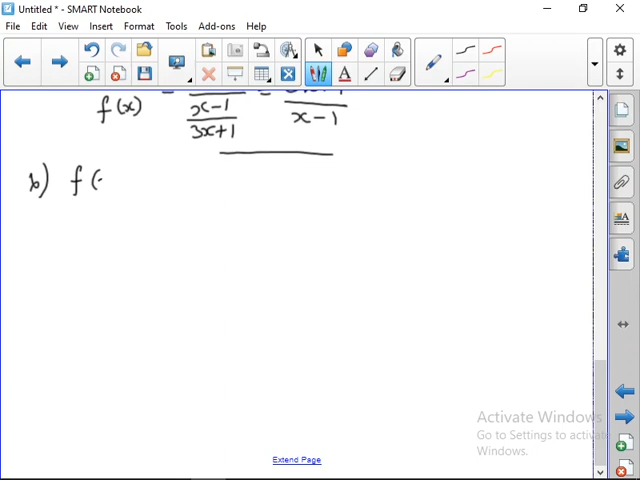 Untitled * - SMART Notebook
File Edit View Insert Format Tools Add-ons Help
f(x) = x-1 / 3x+1 = x-1
b) f(
Activate Windows
Go to Settings to activate
Windows.
Extend Page